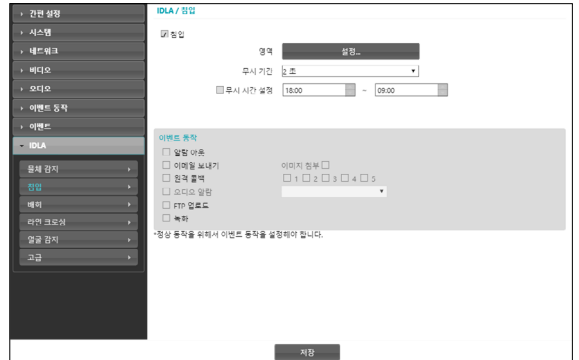 간편 설정
시스템
네트워크
비디오
오디오
이벤트 동작
이벤트
IDLA
물체 감지
침입
배회
라인 크로싱
얼굴 감지
고급
IDLA / 침입
침입
영역 설정...
무시 기간 2 초
무시 시간 설정 18:00 ~ 09:00
이벤트 동작
알람 아웃
이메일 보내기 이미지 첨부
원격 콜백 1 2 3 4 5
오디오 알람
FTP 업로드
녹화
*정상 동작을 위해서 이벤트 동작을 설정해야 합니다.
저장